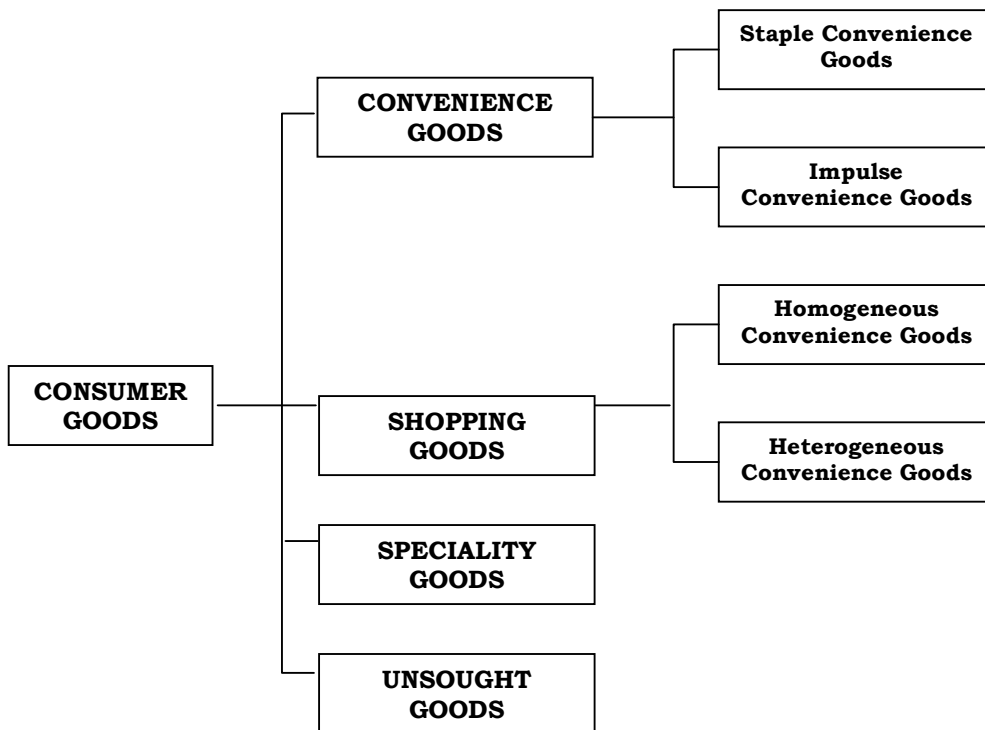 Staple Convenience
Goods
CONVENIENCE
GOODS
Impulse
Convenience Goods
Homogeneous
Convenience Goods
CONSUMER
GOODS
SHOPPING
GOODS
Heterogeneous
Convenience Goods
SPECIALITY
GOODS
UNSOUGHT
GOODS